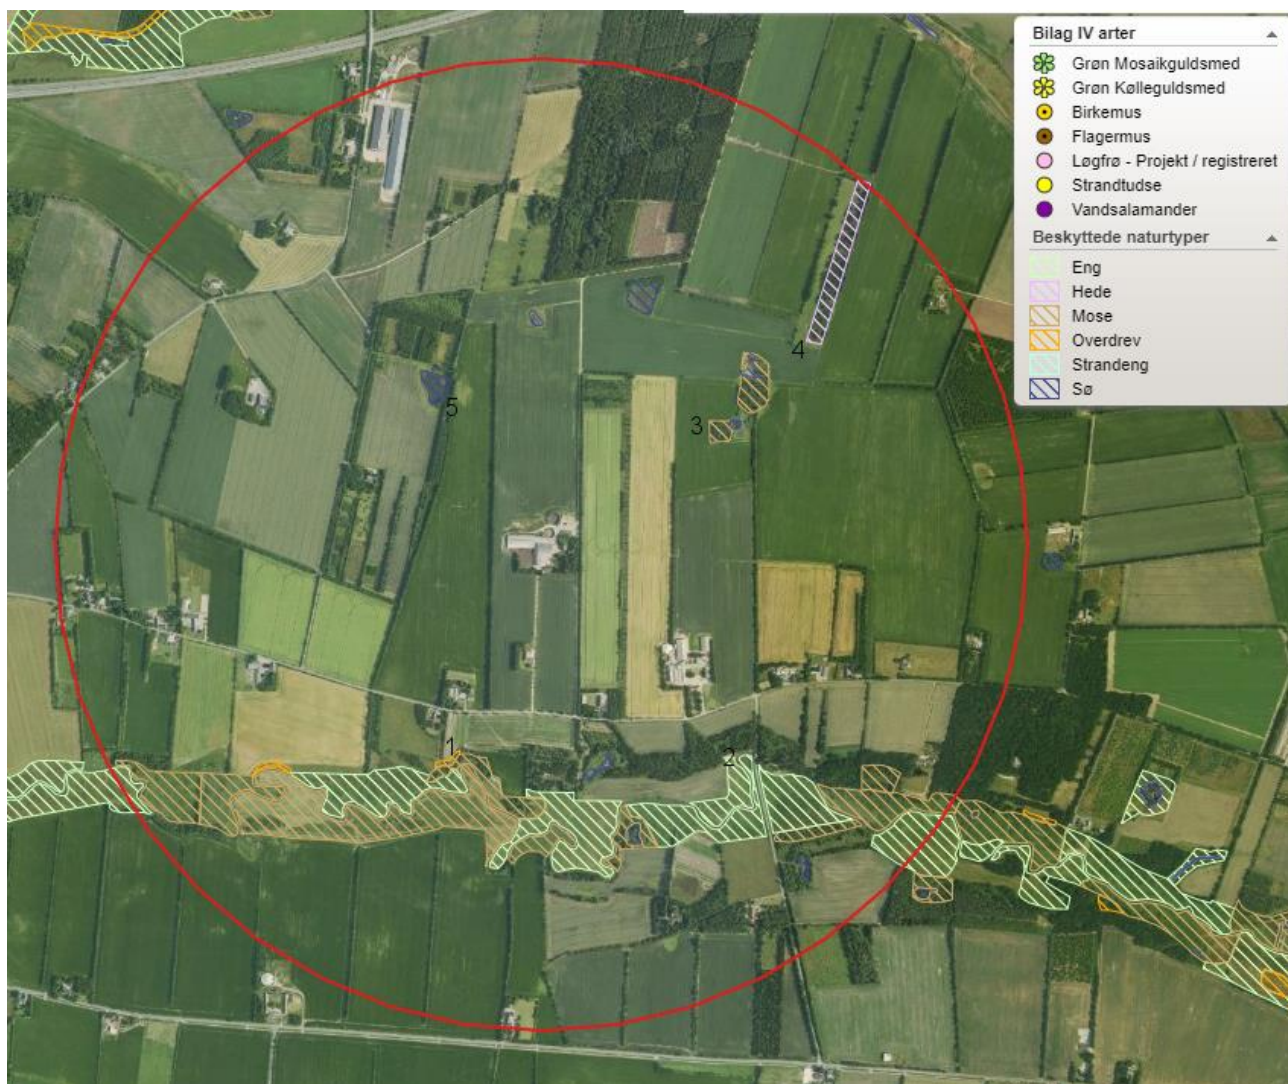 Bilag IV arter
Grøn Mosaikguldsmed
Grøn Kølleguldsmed
Birkemus
Flagermus
Løgfrø - Projekt / registreret
Strandtudse
Vandsalamander
Beskyttede naturtyper
Eng
Hede
Mose
Overdrev
Strandeng
Sø
4
5
3
1
2